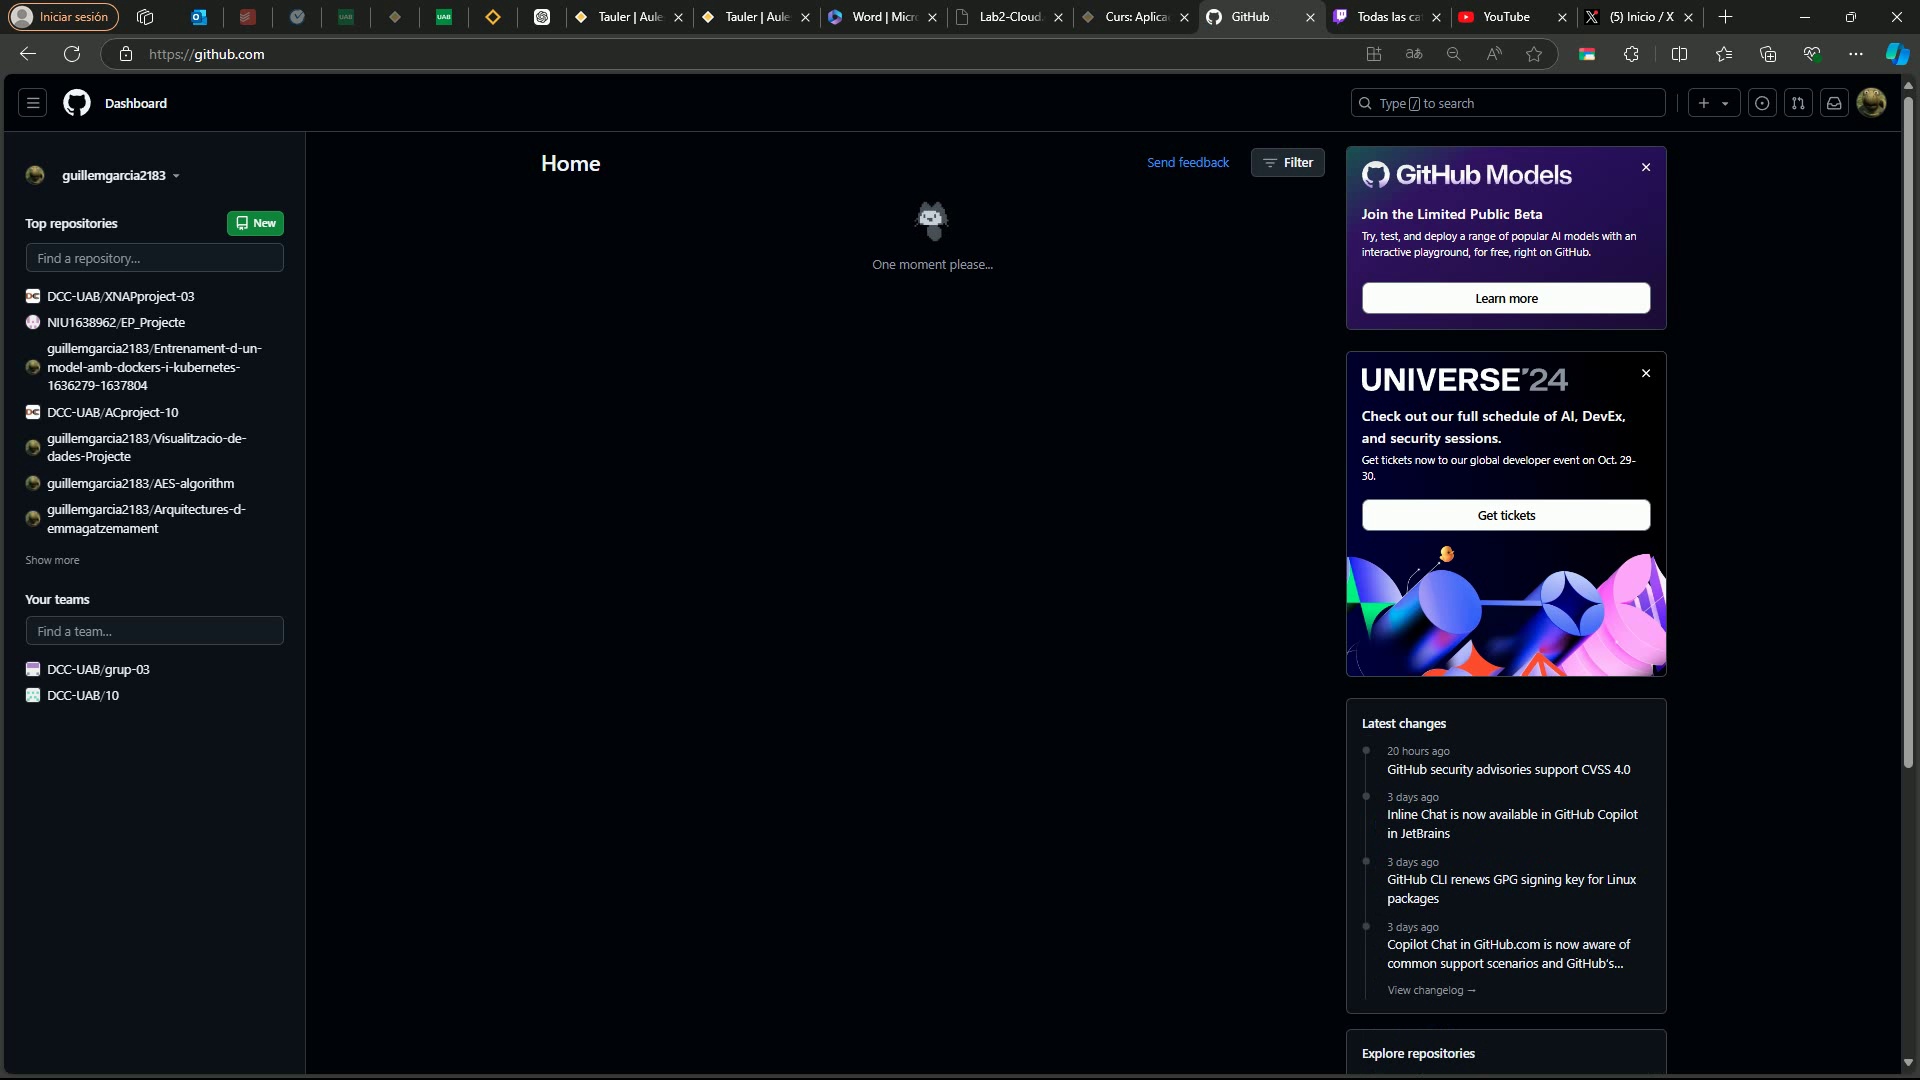 Iniciar sesión
UAB
UAB
Tauler | Aule
Tauler | Aule
Word | Micr
Lab2-Cloud
Curs: Aplica
GitHub
Todas las ca
YouTube
(5) Inicio / X
https://github.com
Dashboard
Type / to search
guillemgarcia2183
Top repositories
New
Find a repository...
DCC-UAB/XNAPproject-03
NIU1638962/EP_Projecte
guillemgarcia2183/Entrenament-d-un-
model-amb-dockers-i-kubernetes-
1636279-1637804
DCC-UAB/ACproject-10
guillemgarcia2183/Visualitzacio-de-
dades-Projecte
guillemgarcia2183/AES-algorithm
guillemgarcia2183/Arquitectures-d-
emmagatzemament
Show more
Your teams
Find a team...
DCC-UAB/grup-03
DCC-UAB/10
Home
Send feedback
Filter
One moment please...
GitHub Models
Join the Limited Public Beta
Try, test, and deploy a range of popular AI models with an
interactive playground, for free, right on GitHub.
Learn more
UNIVERSE'24
Check out our full schedule of AI, DevEx,
and security sessions.
Get tickets now to our global developer event on Oct. 29-
30.
Get tickets
Latest changes
20 hours ago
GitHub security advisories support CVSS 4.0
3 days ago
Inline Chat is now available in GitHub Copilot
in JetBrains
3 days ago
GitHub CLI renews GPG signing key for Linux
packages
3 days ago
Copilot Chat in GitHub.com is now aware of
common support scenarios and GitHub's...
View changelog →
Explore repositories